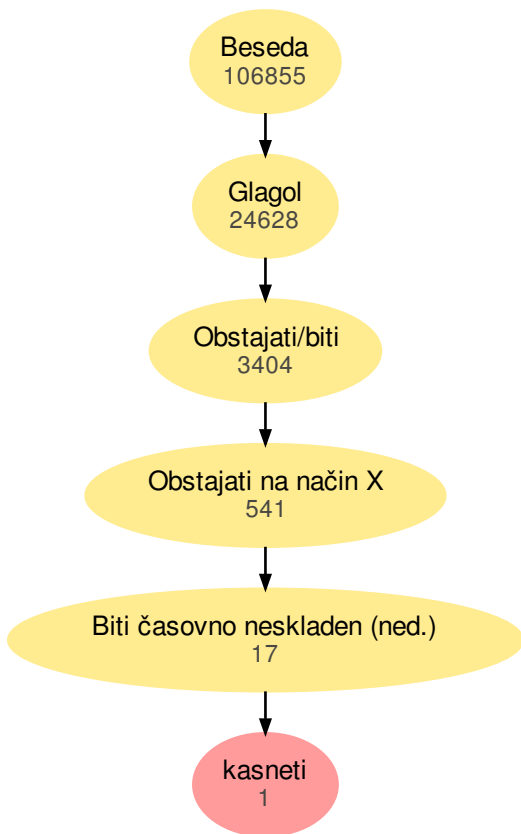 Beseda
106855
Glagol
24628
Obstajati/biti
3404
Obstajati na način X
541
Biti časovno neskladen (ned.)
17
kasneti
1